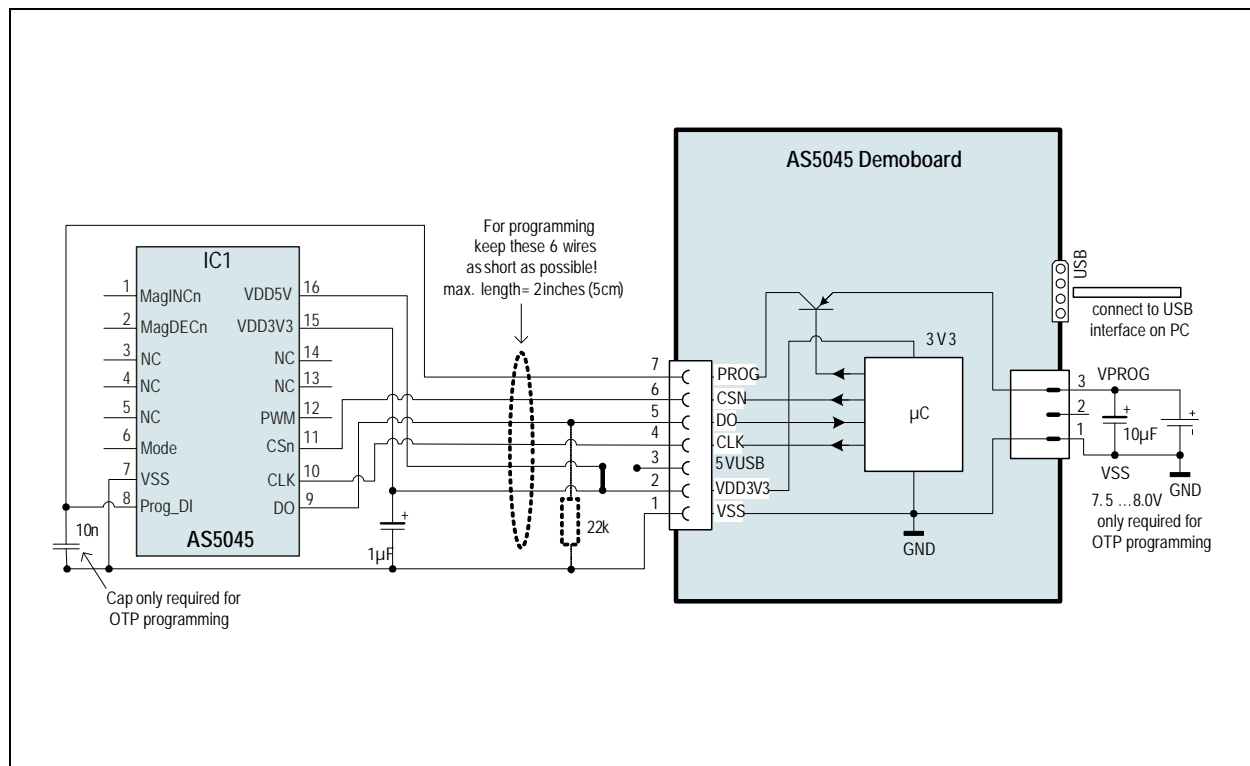 AS5045 Demoboard
For programming
keep these 6 wires
as short as possible!
max. length= 2inches (5cm)
IC1
1
MagINCn
2
MagDECn
3
NC
4
NC
5
NC
6
Mode
7
VSS
8
Prog_DI
16
VDD5V
15
VDD3V3
14
NC
13
NC
12
PWM
11
CSn
10
CLK
9
DO
AS5045
10n
Cap only required for
OTP programming
+
1µF
22k
7
PROG
6
CSN
5
DO
4
CLK
3
5VUSB
2
VDD3V3
1
VSS
3V3
µC
GND
USB
connect to USB
interface on PC
3
VPROG
2
1
+
10µF
+
-
VSS
GND
7.5 ...8.0V
only required for
OTP programming